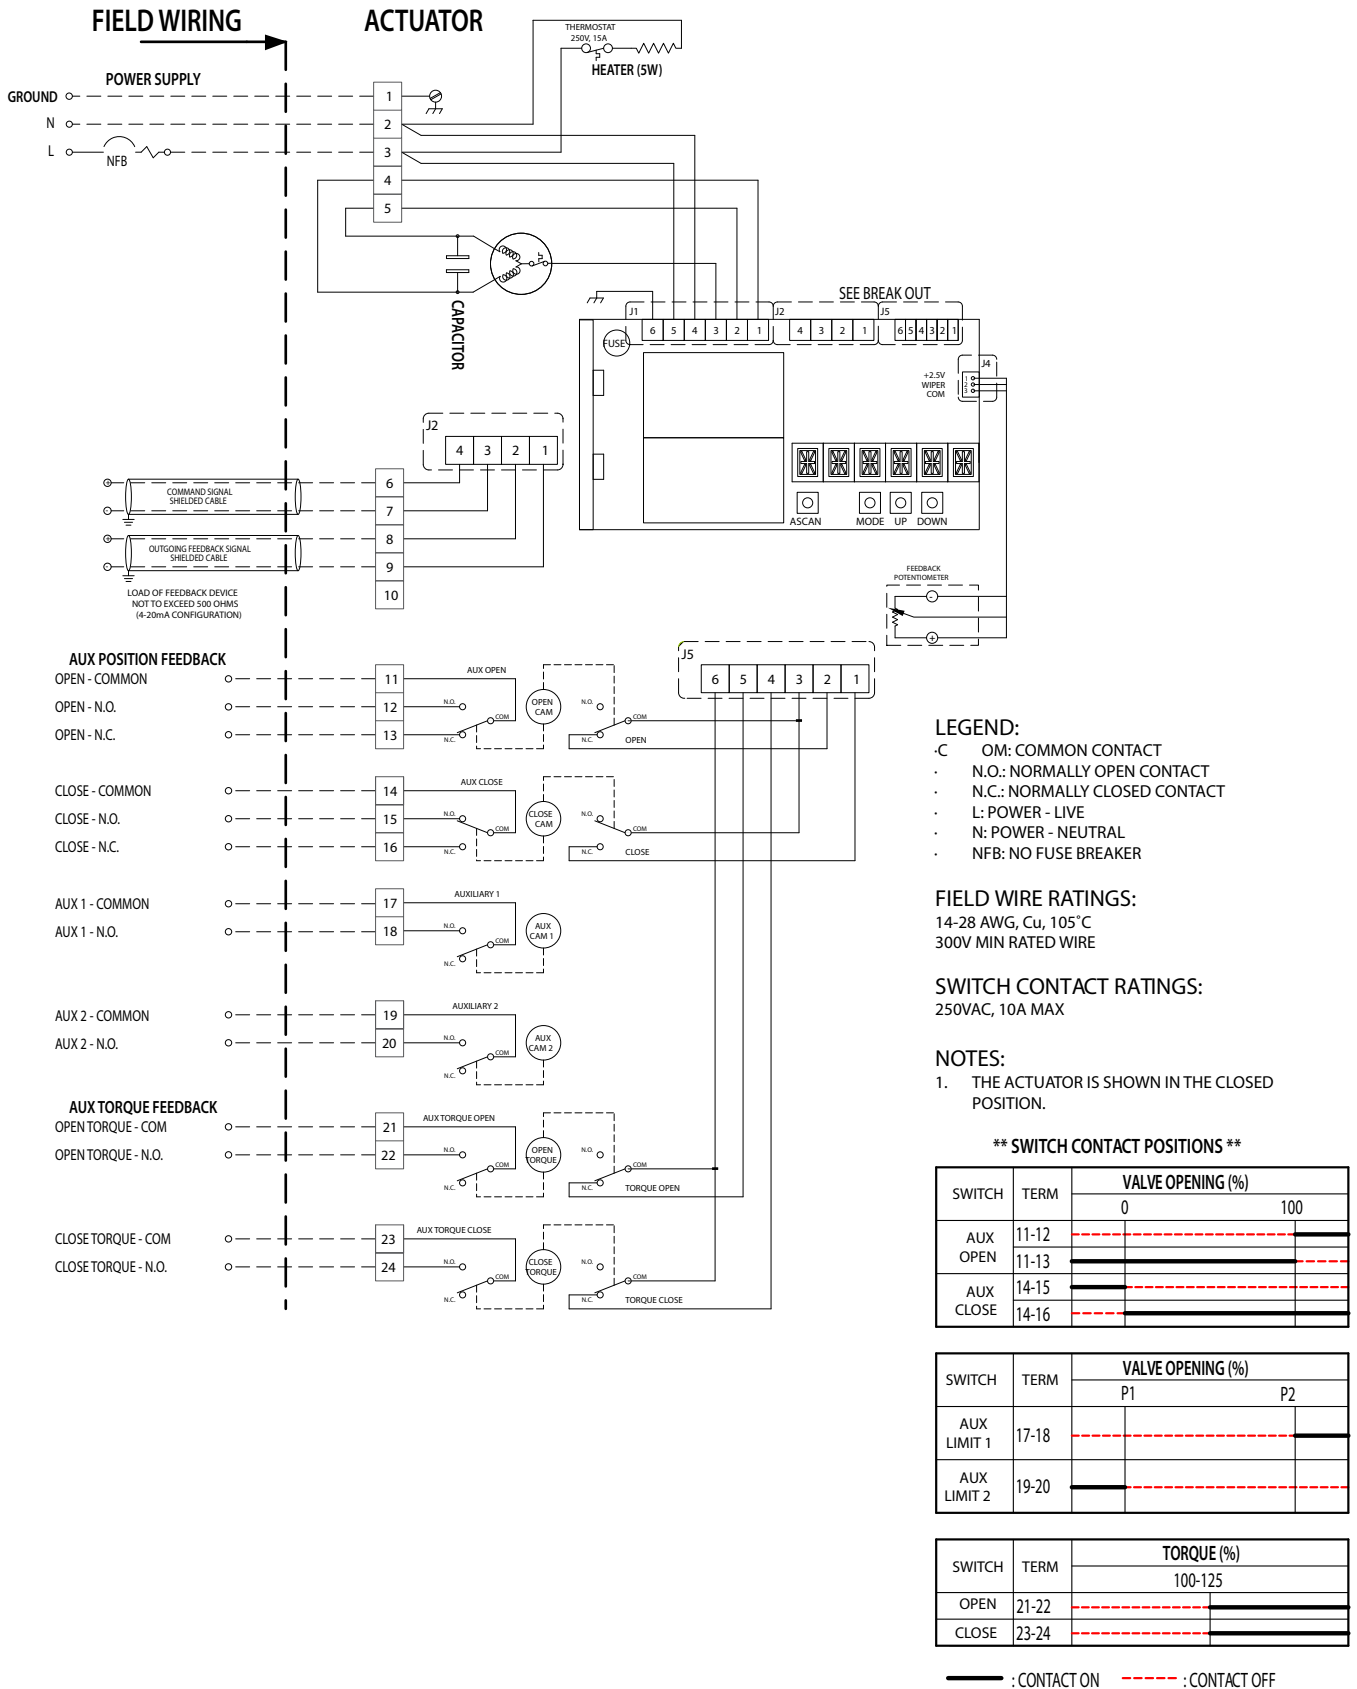 FIELD WIRING
ACTUATOR
THERMOSTAT
250V, 15A
HEATER (5W)
POWER SUPPLY
GROUND
N
L
NFB
1
2
3
4
5
CAPACITOR
SEE BREAK OUT
J1
J2
J5
6 5 4 3 2 1
4 3 2 1
6 5 4 3 2 1
FUSE
J4
+2.5V
WIPER
COM
1
2
3
ASCAN
MODE
UP
DOWN
J2
4 3 2 1
COMMAND SIGNAL
SHIELDED CABLE
OUTGOING FEEDBACK SIGNAL
SHIELDED CABLE
LOAD OF FEEDBACK DEVICE
NOT TO EXCEED 500 OHMS
(4-20mA CONFIGURATION)
+
-
+
-
6
7
8
9
10
FEEDBACK
POTENTIOMETER
-
+
J5
6 5 4 3 2 1
AUX POSITION FEEDBACK
OPEN - COMMON
OPEN - N.O.
OPEN - N.C.
11
12
13
AUX OPEN
N.O.
COM
N.C.
OPEN
CAM
N.O.
COM
N.C.
OPEN
CLOSE - COMMON
CLOSE - N.O.
CLOSE - N.C.
14
15
16
AUX CLOSE
N.O.
COM
N.C.
CLOSE
CAM
N.O.
COM
N.C.
CLOSE
AUX 1 - COMMON
AUX 1 - N.O.
17
18
AUXILIARY 1
N.O.
COM
N.C.
AUX
CAM 1
AUX 2 - COMMON
AUX 2 - N.O.
19
20
AUXILIARY 2
N.O.
COM
N.C.
AUX
CAM 2
AUX TORQUE FEEDBACK
OPEN TORQUE - COM
OPEN TORQUE - N.O.
21
22
AUX TORQUE OPEN
N.O.
COM
N.C.
OPEN
TORQUE
N.O.
COM
N.C.
TORQUE OPEN
CLOSE TORQUE - COM
CLOSE TORQUE - N.O.
23
24
AUX TORQUE CLOSE
N.O.
COM
N.C.
CLOSE
TORQUE
N.O.
COM
N.C.
TORQUE CLOSE
LEGEND:
·C OM: COMMON CONTACT
· N.O.: NORMALLY OPEN CONTACT
· N.C.: NORMALLY CLOSED CONTACT
· L: POWER - LIVE
· N: POWER - NEUTRAL
· NFB: NO FUSE BREAKER
FIELD WIRE RATINGS:
14-28 AWG, Cu, 105˚C
300V MIN RATED WIRE
SWITCH CONTACT RATINGS:
250VAC, 10A MAX
NOTES:
1. THE ACTUATOR IS SHOWN IN THE CLOSED
POSITION.
** SWITCH CONTACT POSITIONS **
SWITCH TERM VALVE OPENING (%)
0 100
AUX
OPEN
11-12
11-13
AUX
CLOSE
14-15
14-16
SWITCH TERM VALVE OPENING (%)
P1 P2
AUX
LIMIT 1
17-18
AUX
LIMIT 2
19-20
SWITCH TERM TORQUE (%)
100-125
OPEN 21-22
CLOSE 23-24
: CONTACT ON : CONTACT OFF